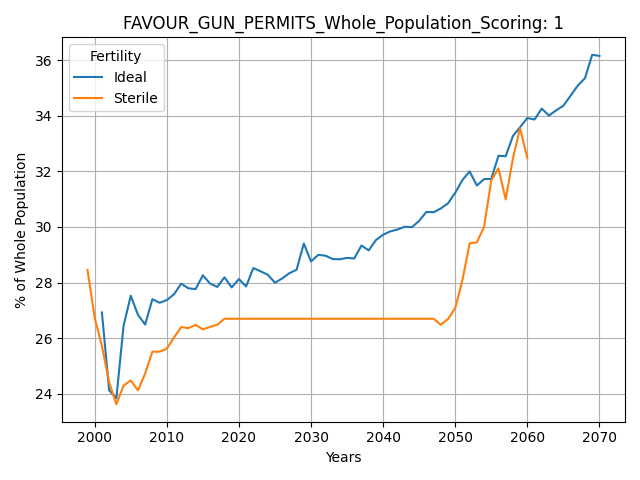 FAVOUR_GUN_PERMITS_Whole_Population_Scoring: 1
Fertility
Ideal
Sterile
% of Whole Population
36
34
32
30
28
26
24
2000 2010 2020 2030 2040 2050 2060 2070
Years